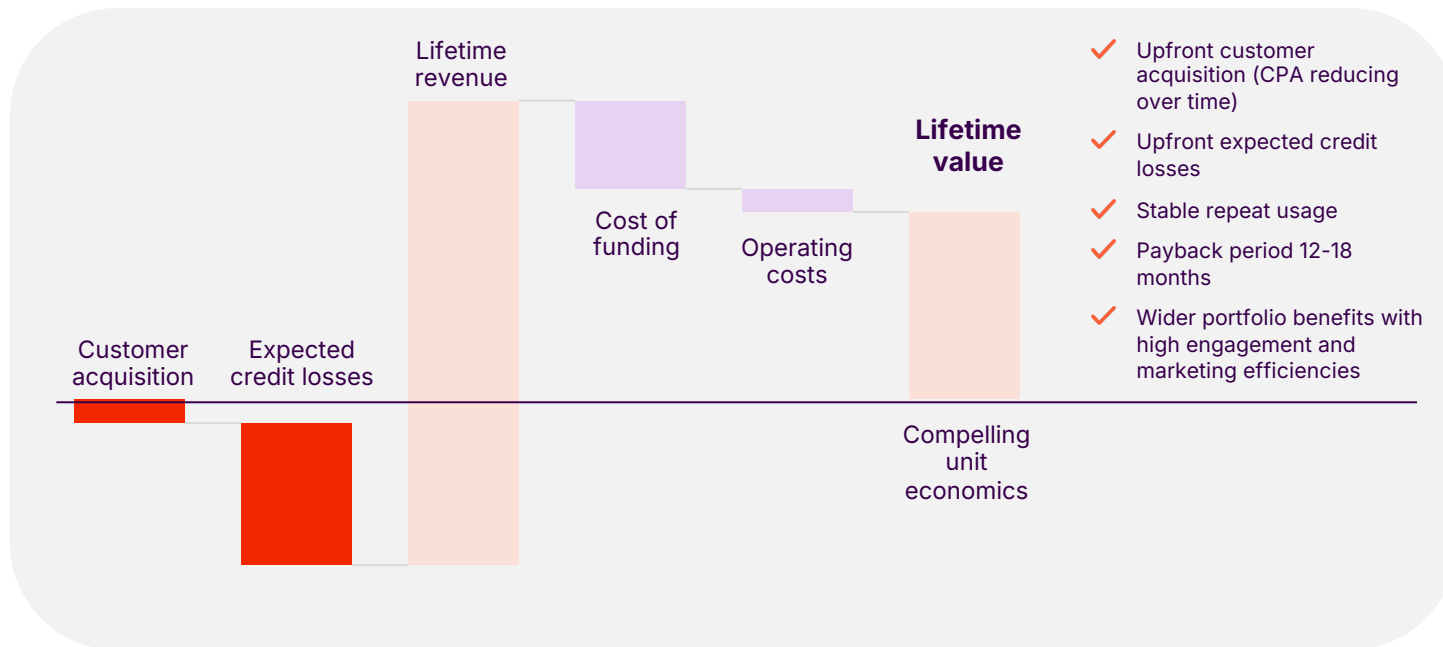 Lifetime
revenue
Cost of
funding
Operating
costs
Lifetime
value
Customer
acquisition
Expected
credit losses
Compelling
unit
economics
Upfront customer
acquisition (CPA reducing
over time)
Upfront expected credit
losses
Stable repeat usage
Payback period 12-18
months
Wider portfolio benefits with
high engagement and
marketing efficiencies